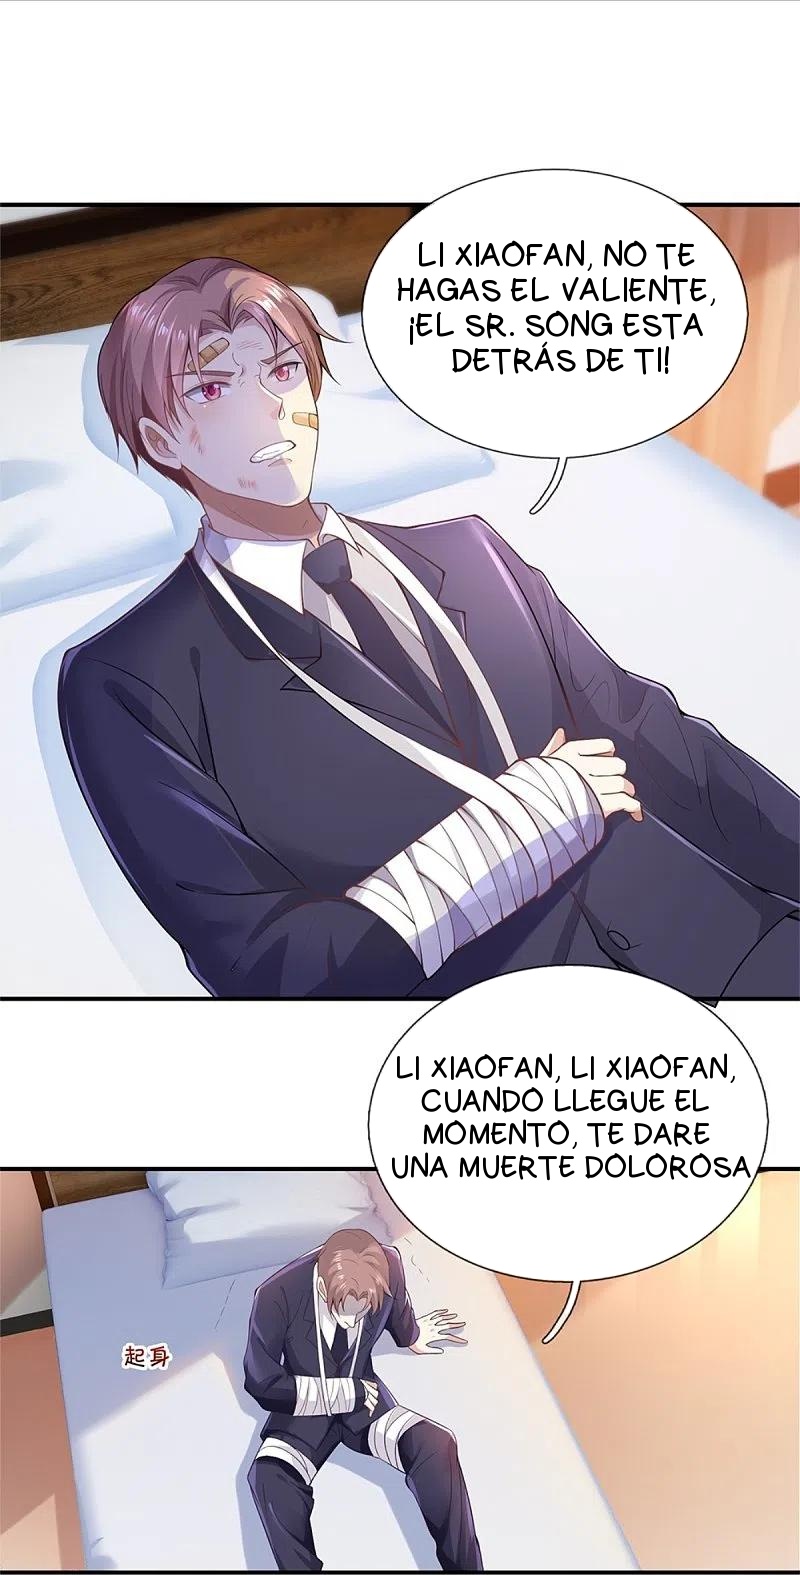 LI XIAOFAN, NO TE
HAGAS EL VALIENTE,
¡EL SR. SONG ESTA
DETRÁS DE TI!
LI XIAOFAN, LI XIAOFAN,
CUANDO LLEGUE EL
MOMENTO, TE DARE
UNA MUERTE DOLOROSA
起身